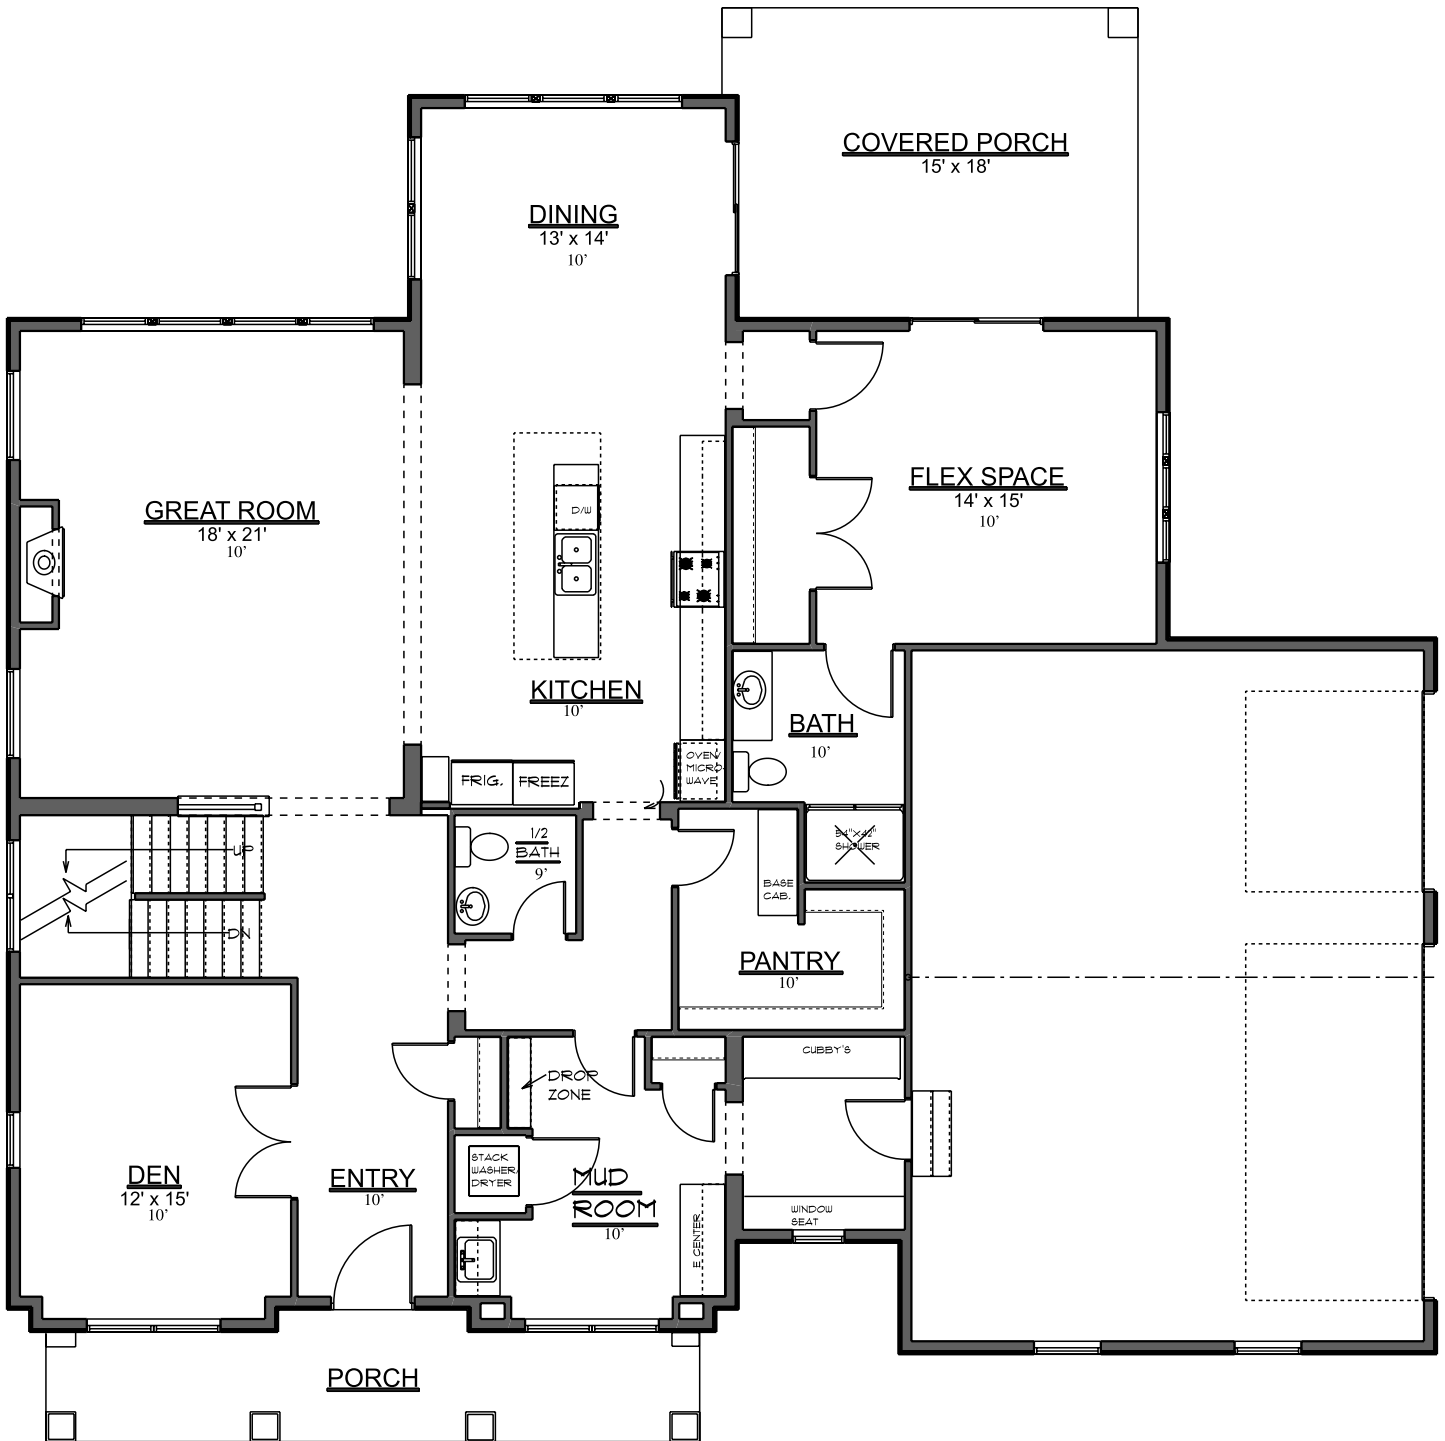 COVERED PORCH
15' x 18'
DINING
13' x 14'
10'
GREAT ROOM
18' x 21'
10'
D/W
FLEX SPACE
14' x 15'
10'
KITCHEN
10'
BATH
10'
OVEN/
MICRO-
WAVE
FRIG.
FREEZ
1/2
BATH
9'
54"x42"
SHOWER
UP
DN
BASE
CAB.
PANTRY
10'
CUBBY'S
DROP
ZONE
STACK
WASHER/
DRYER
MUD
ROOM
10'
DEN
12' x 15'
10'
ENTRY
10'
E CENTER
WINDOW
SEAT
PORCH